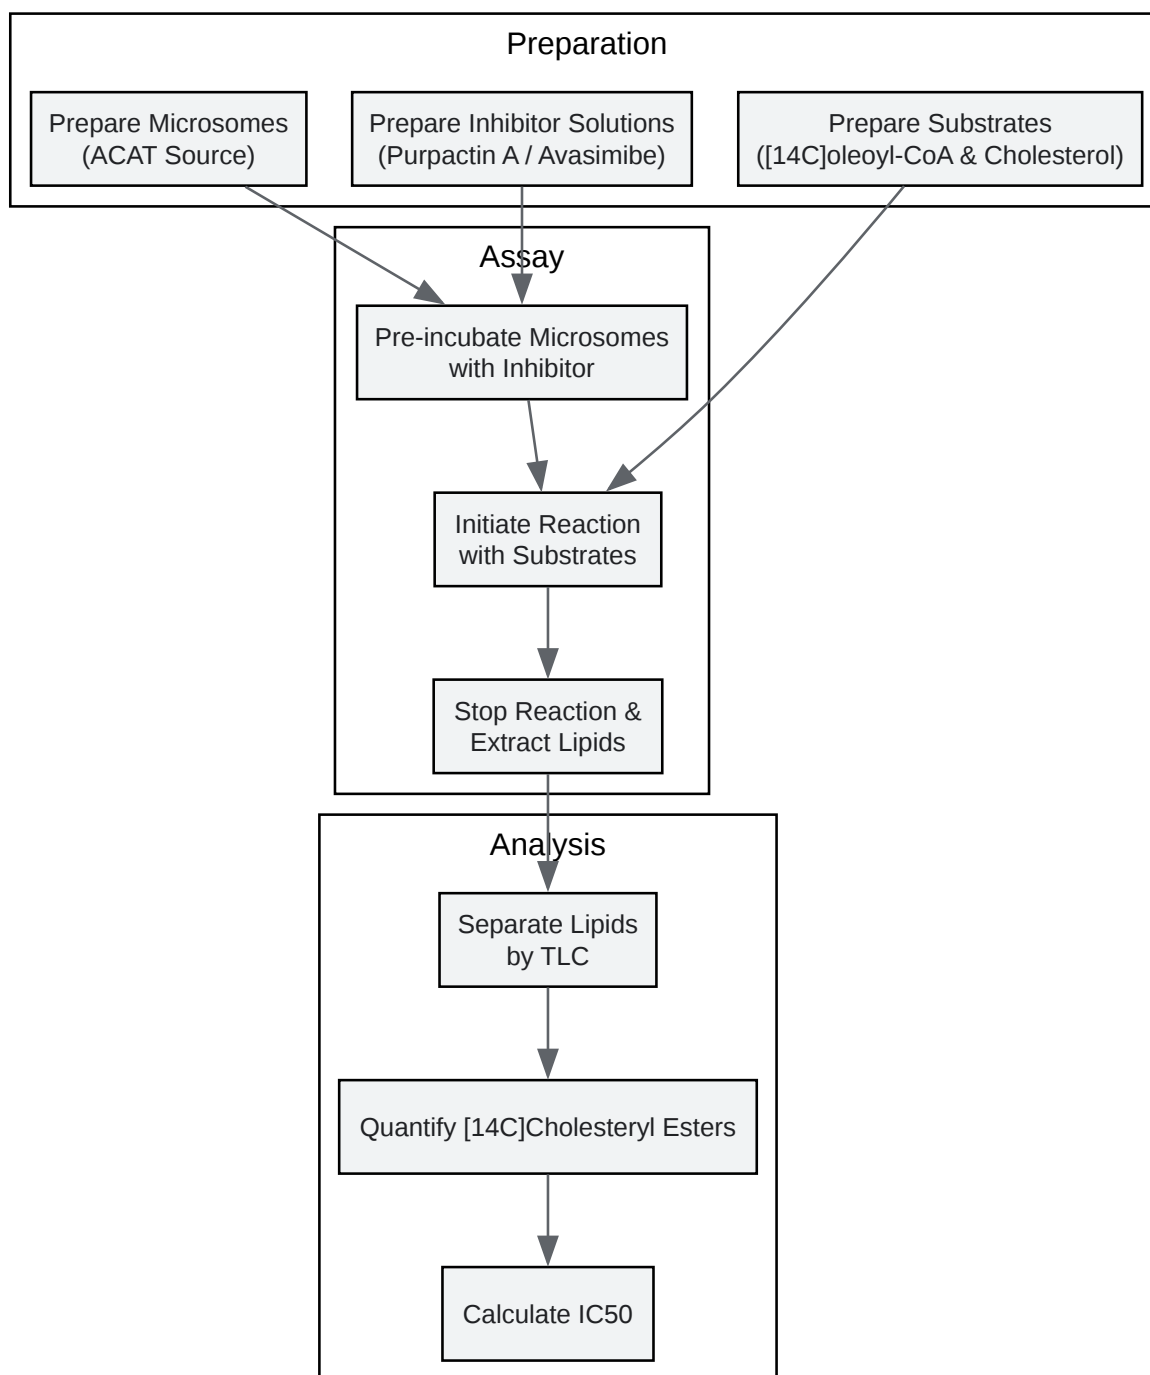 Preparation
Prepare Microsomes
(ACAT Source)
Prepare Inhibitor Solutions
(Purpactin A / Avasimibe)
Prepare Substrates
([14C]oleoyl-CoA & Cholesterol)
Assay
Pre-incubate Microsomes
with Inhibitor
Initiate Reaction
with Substrates
Stop Reaction &
Extract Lipids
Analysis
Separate Lipids
by TLC
Quantify [14C]Cholesteryl Esters
Calculate IC50